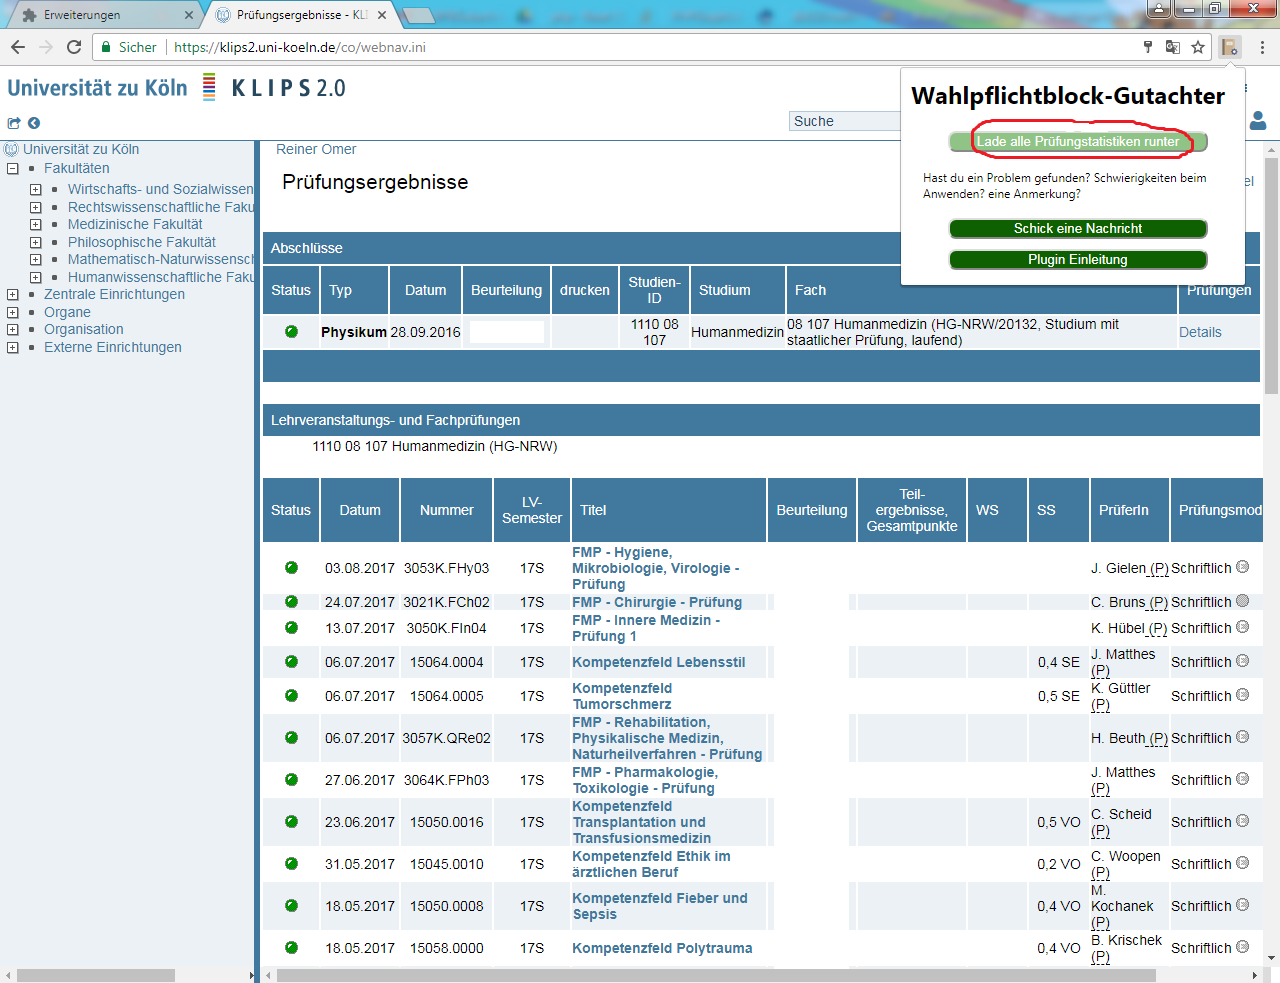 Erweiterungen
Prüfungsergebnisse - KLI
Sicher
https://klips2.uni-koeln.de/co/webnav.ini
Universität zu Köln
KLIPS 2.0
Suche
Wahlpflichtblock-Gutachter
Lade alle Prüfungstatistiken runter
Hast du ein Problem gefunden? Schwierigkeiten beim
Anwenden? eine Anmerkung?
Schick eine Nachricht
Plugin Einleitung
Universität zu Köln
Fakultäten
Wirtschafts- und Sozialwissen
Rechtswissenschaftliche Faku
Medizinische Fakultät
Philosophische Fakultät
Mathematisch-Naturwissensch
Humanwissenschaftliche Faku
Zentrale Einrichtungen
Organe
Organisation
Externe Einrichtungen
Reiner Omer
Prüfungsergebnisse
el
Abschlüsse
Status Typ Datum Beurteilung drucken Studien-ID Studium Fach Prüfungen
Physikum 28.09.2016 1110 08 107 Humanmedizin 08 107 Humanmedizin (HG-NRW/20132, Studium mit staatlicher Prüfung, laufend) Details
Lehrveranstaltungs- und Fachprüfungen
1110 08 107 Humanmedizin (HG-NRW)
Status Datum Nummer LV-Semester Titel Beurteilung Teil-ergebnisse, Gesamtpunkte WS SS PrüferIn Prüfungsmod
03.08.2017 3053K.FHy03 17S FMP - Hygiene, Mikrobiologie, Virologie - Prüfung J. Gielen (P) Schriftlich
24.07.2017 3021K.FCh02 17S FMP - Chirurgie - Prüfung C. Bruns (P) Schriftlich
13.07.2017 3050K.FIn04 17S FMP - Innere Medizin - Prüfung 1 K. Hübel (P) Schriftlich
06.07.2017 15064.0004 17S Kompetenzfeld Lebensstil 0,4 SE J. Matthes (P) Schriftlich
06.07.2017 15064.0005 17S Kompetenzfeld Tumorschmerz 0,5 SE K. Güttler (P) Schriftlich
06.07.2017 3057K.QRe02 17S FMP - Rehabilitation, Physikalische Medizin, Naturheilverfahren - Prüfung H. Beuth (P) Schriftlich
27.06.2017 3064K.FPh03 17S FMP - Pharmakologie, Toxikologie - Prüfung J. Matthes (P) Schriftlich
23.06.2017 15050.0016 17S Kompetenzfeld Transplantation und Transfusionsmedizin 0,5 VO C. Scheid (P) Schriftlich
31.05.2017 15045.0010 17S Kompetenzfeld Ethik im ärztlichen Beruf 0,2 VO C. Woopen (P) Schriftlich
18.05.2017 15050.0008 17S Kompetenzfeld Fieber und Sepsis 0,4 VO M. Kochanek (P) Schriftlich
18.05.2017 15058.0000 17S Kompetenzfeld Polytrauma 0,4 VO B. Krischek (P) Schriftlich